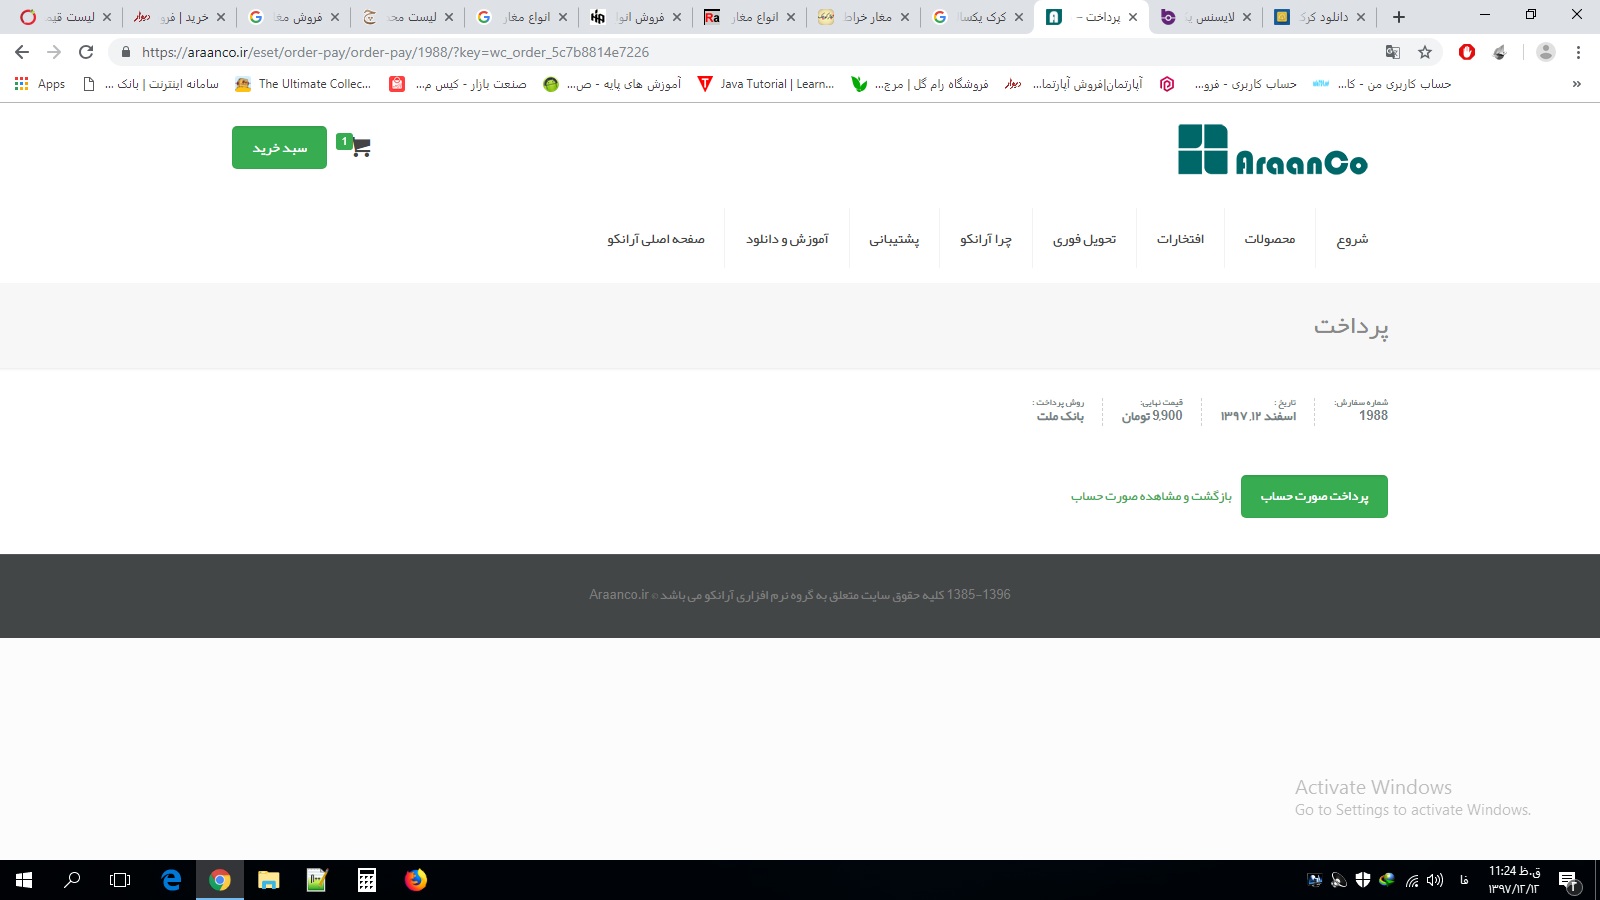 لیست قیم
خرید | فرو
فروش مغا
لیست محد
انواع مغار
فروش انوا
انواع مغار
مغار خراط
کرک یکسا
پرداخت –
لایسنس یک
دانلود کرک
https://araanco.ir/eset/order-pay/order-pay/1988/?key=wc_order_5c7b8814e7226
Apps
سامانه اینترنت | بانک ...
The Ultimate Collec...
صنعت بازار - کیس م...
آموزش های پایه - ص...
Java Tutorial | Learn...
فروشگاه رام گل | مرج...
آپارتمان|فروش آپارتما...
حساب کاربری - فرو...
حساب کاربری من - کا...
»
سبد خرید
1
AraanCo
شروع
محصولات
افتخارات
تحویل فوری
چرا آرانکو
پشتیبانی
آموزش و دانلود
صفحه اصلی آرانکو
پرداخت
شماره سفارش:
1988
تاریخ :
اسفند ۱۲, ۱۳۹۷
قیمت نهایی:
9,900 تومان
روش پرداخت :
بانک ملت
پرداخت صورت حساب
بازگشت و مشاهده صورت حساب
1385-1396 کلیه حقوق سایت متعلق به گروه نرم افزاری آرانکو می باشد © Araanco.ir
Activate Windows
Go to Settings to activate Windows.
فا
11:24 ق.ظ
۱۳۹۷/۱۲/۱۲
۲